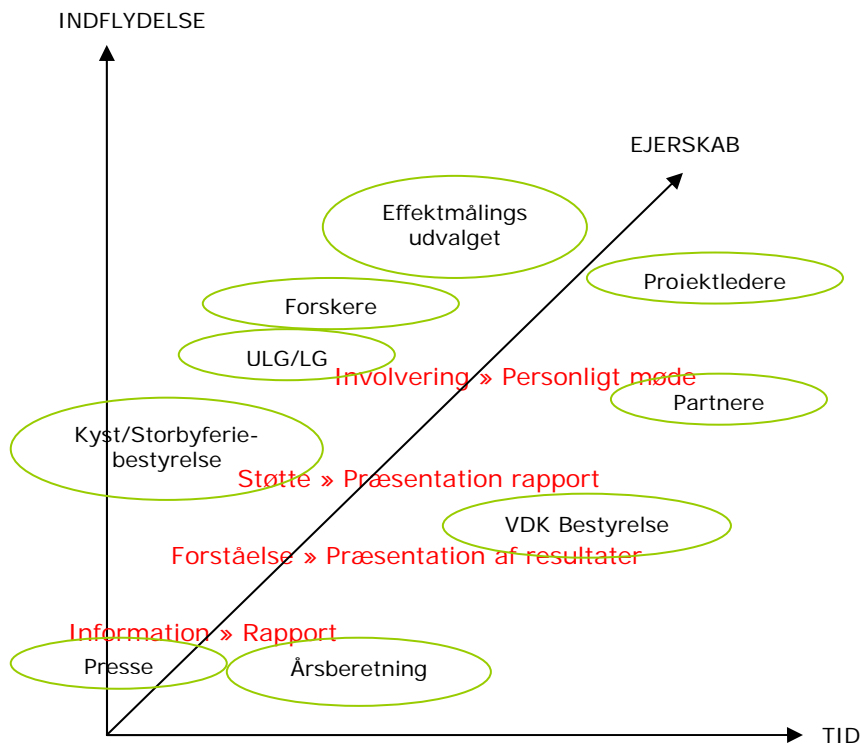 INDFLYDELSE
EJERSKAB
Effektmålings
udvalget
Proiektledere
Forskere
ULG/LG
Involvering » Personligt møde
Partnere
Kyst/Storbyferie-
bestyrelse
Støtte » Præsentation rapport
VDK Bestyrelse
Forståelse » Præsentation af resultater
Information » Rapport
Presse
Årsberetning
TID